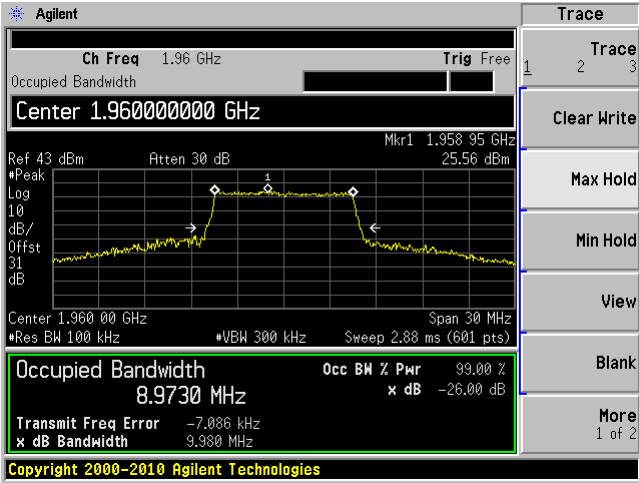 Agilent
Trace
Ch Freq 1.96 GHz Trig Free
Occupied Bandwidth
Center 1.960000000 GHz
Mkr1 1.958 95 GHz
Ref 43 dBm Atten 30 dB 25.56 dBm
#Peak
Log
10
dB/
Offst
31
dB
1
Center 1.960 00 GHz Span 30 MHz
#Res BW 100 kHz #VBW 300 kHz Sweep 2.88 ms (601 pts)
Occupied Bandwidth Occ BW % Pwr 99.00 %
8.9730 MHz x dB -26.00 dB
Transmit Freq Error -7.086 kHz
x dB Bandwidth 9.980 MHz
Copyright 2000-2010 Agilent Technologies
Trace
1 2 3
Clear Write
Max Hold
Min Hold
View
Blank
More
1 of 2